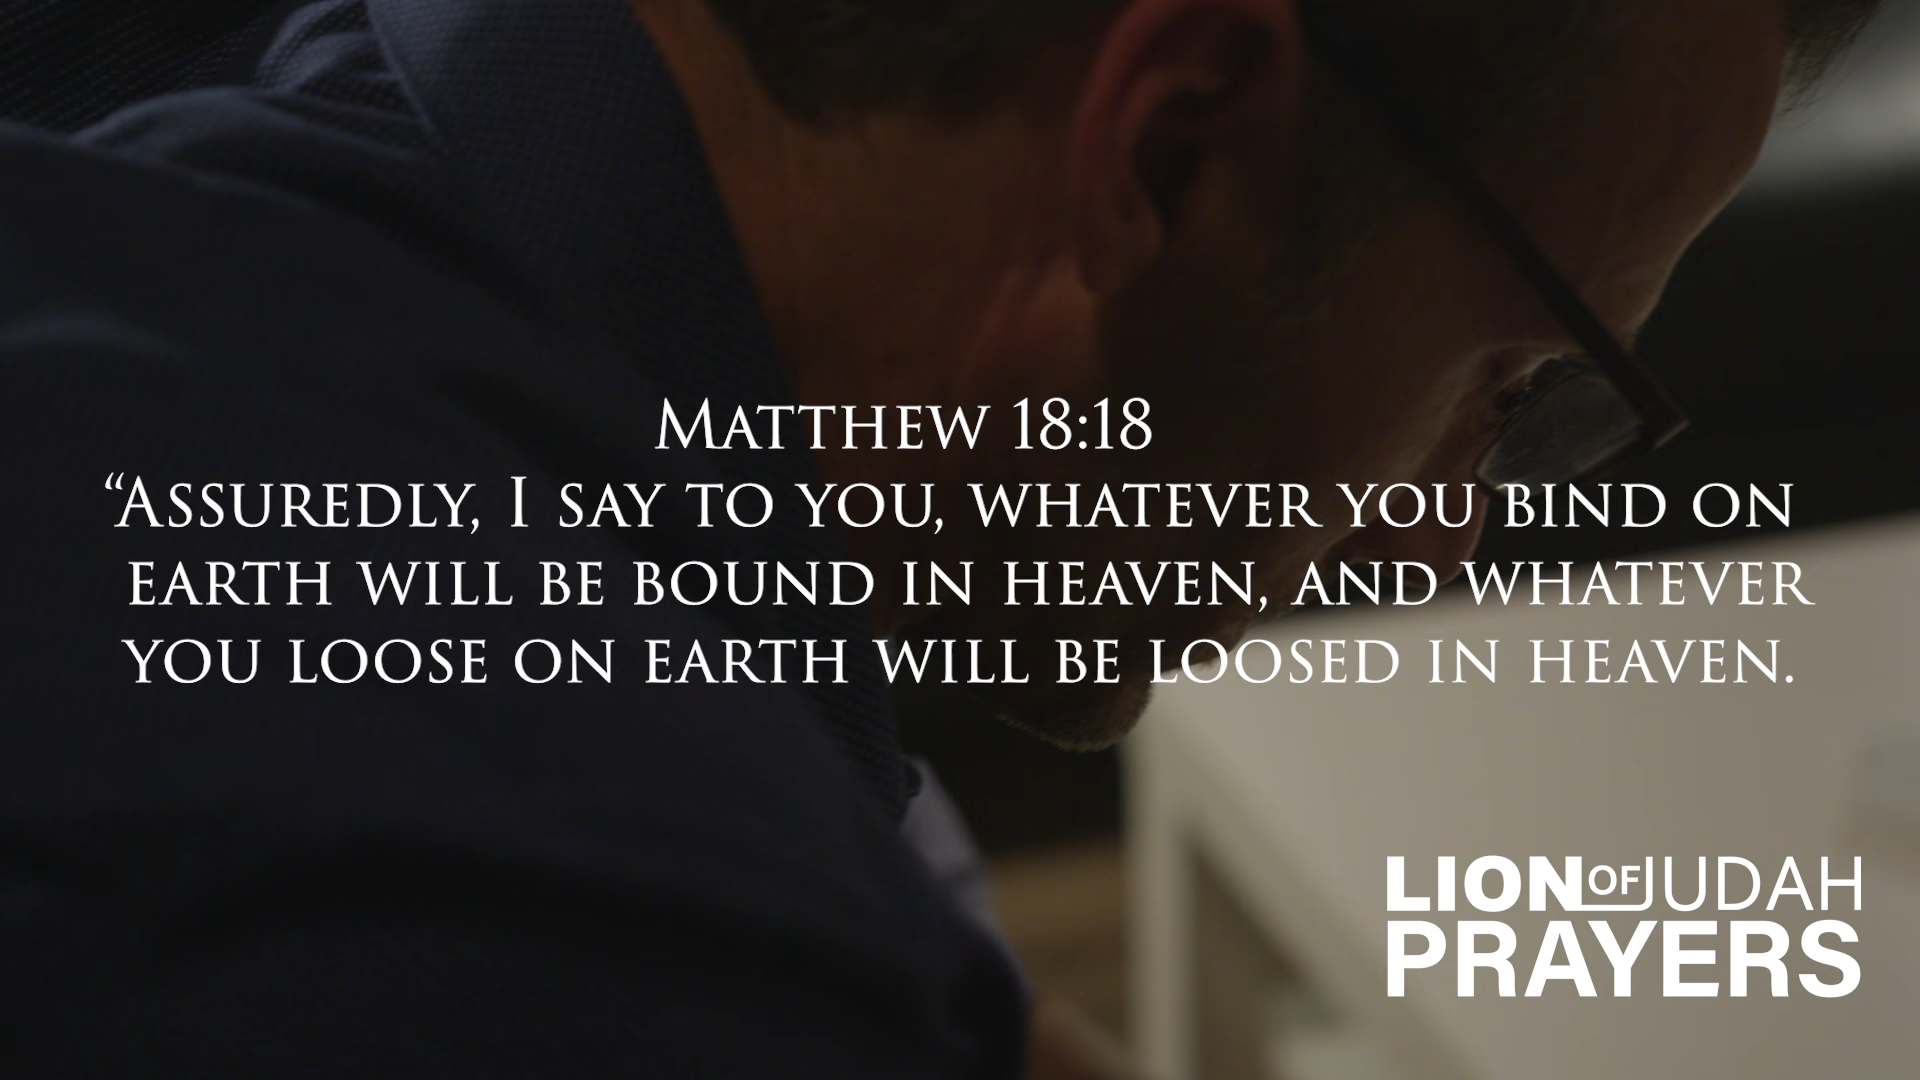 Matthew 18:18
“Assuredly, I say to you, whatever you bind on
earth will be bound in heaven, and whatever
you loose on earth will be loosed in heaven.
LION OF JUDAH
PRAYERS